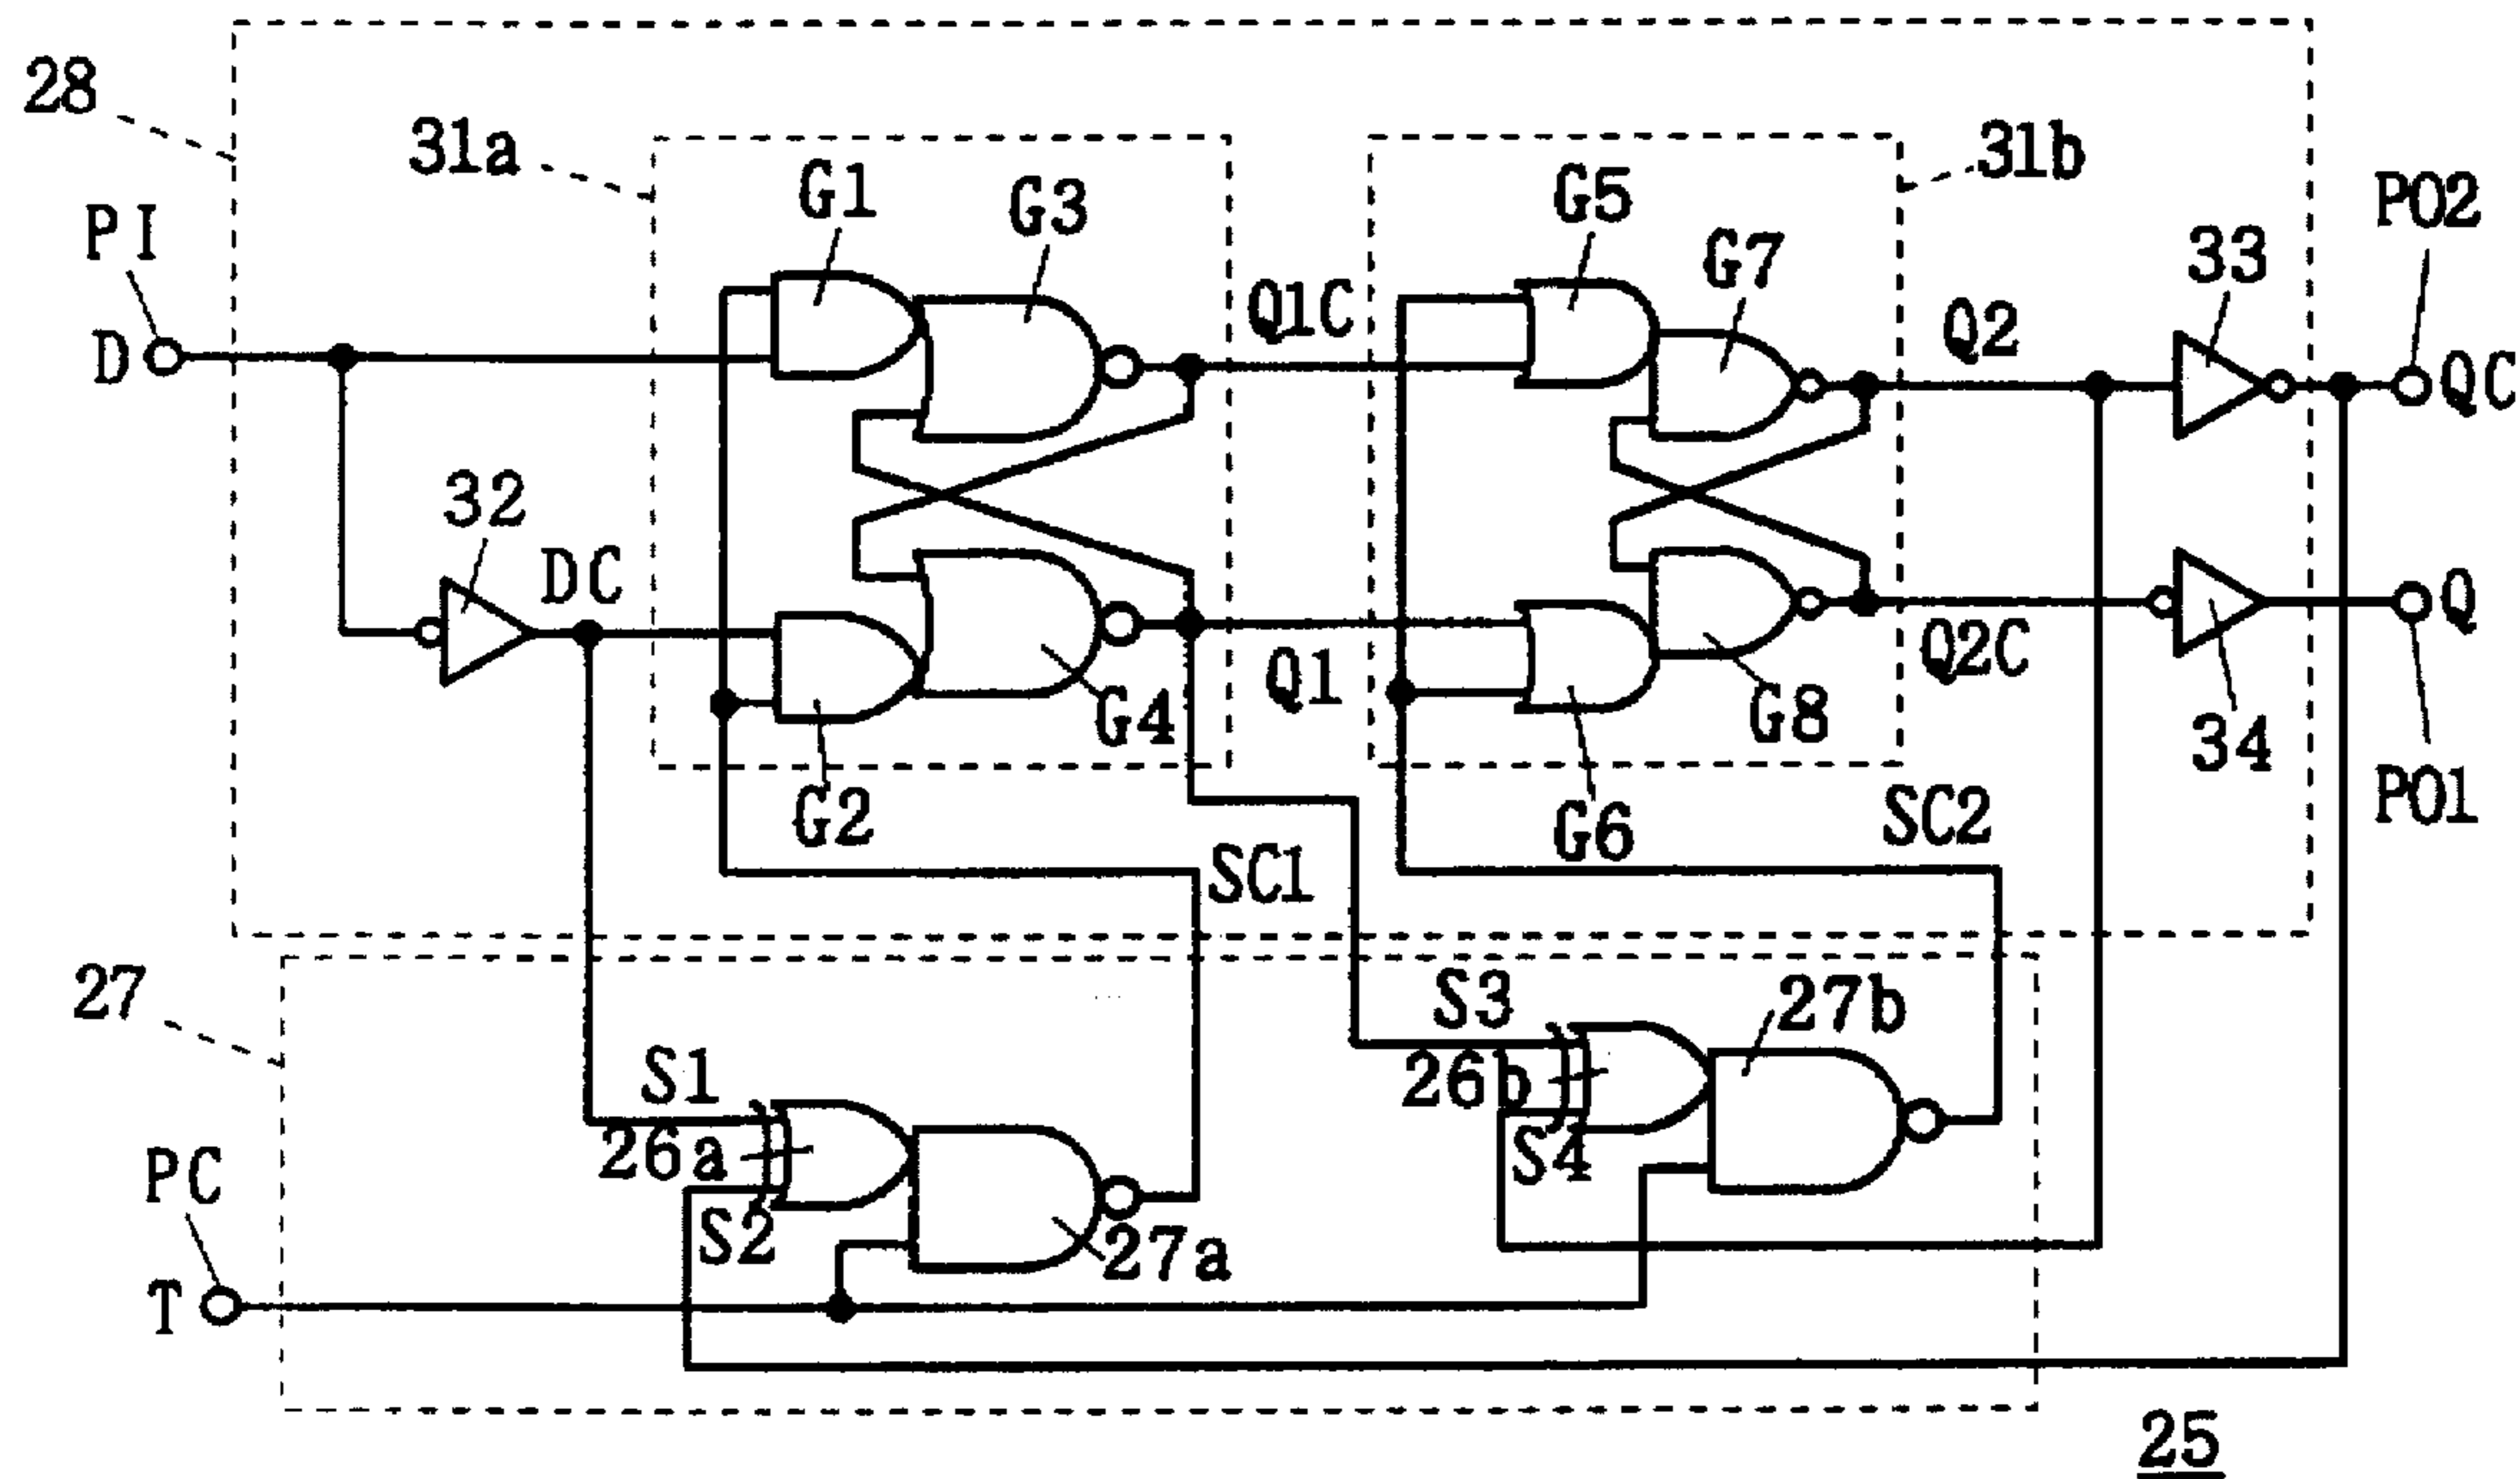 28
31a
G1
G3
G5
G7
31b
33
PO2
PI
D
Q1C
Q2
QC
32
DC
G4
Q1
G8
Q2C
34
Q
PO1
G2
SC1
G6
SC2
27
S1
26a
S2
27a
S3
26b
S4
27b
PC
T
25